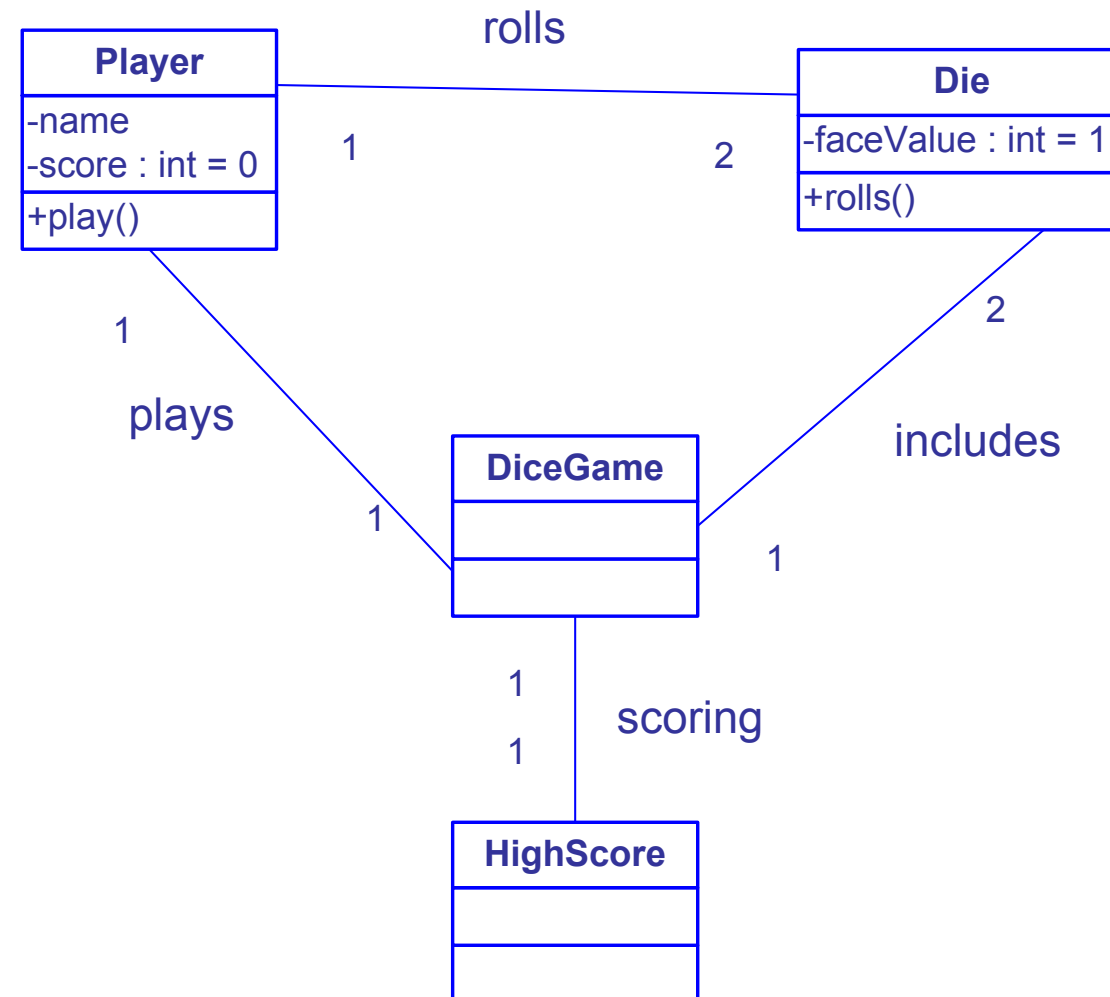 rolls
Player
-name
-score : int = 0
+play()
1
2
Die
-faceValue : int = 1
+rolls()
1
plays
1
2
includes
1
DiceGame
1
scoring
1
HighScore